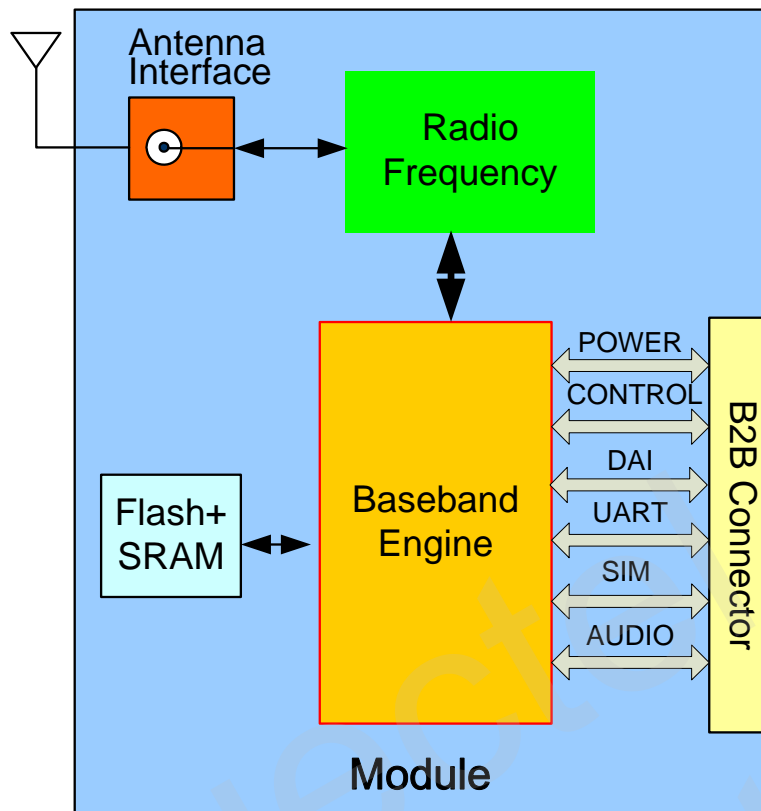 Antenna
Interface
Radio
Frequency
POWER
CONTROL
DAI
UART
SIM
AUDIO
B2B Connector
Flash+
SRAM
Baseband
Engine
Module